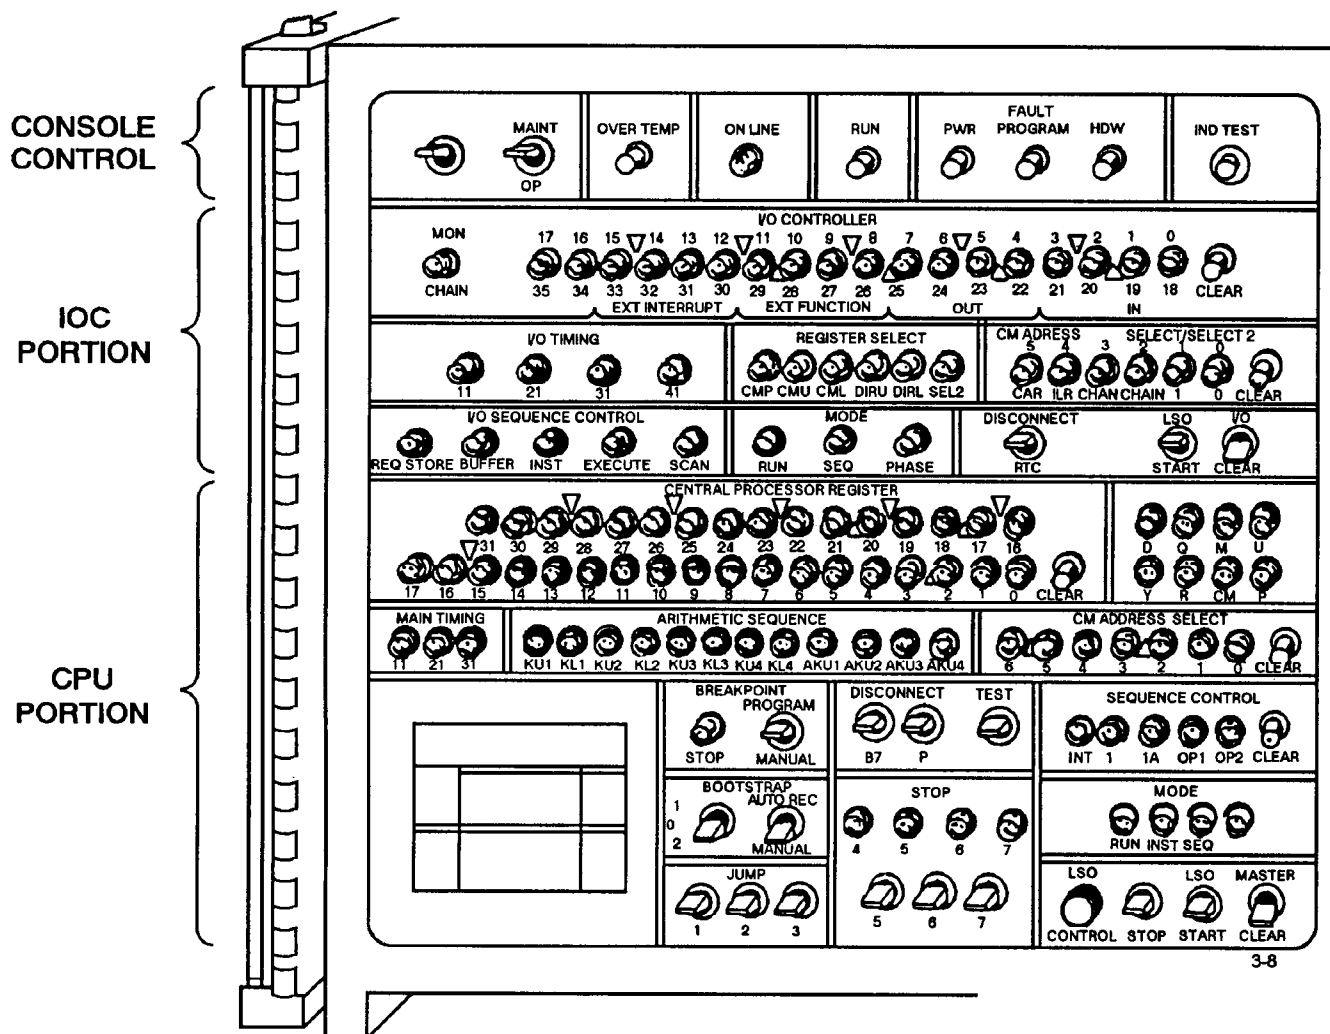 CONSOLE
CONTROL
MAINT
OP
OVER TEMP
ON LINE
RUN
FAULT
PWR PROGRAM HDW
IND TEST
IOC
PORTION
I/O CONTROLLER
MON
CHAIN
17 16 15 14 13 12 11 10 9 8 7 6 5 4 3 2 1 0
35 34 33 32 31 30 29 28 27 26 25 24 23 22 21 20 19 18
CLEAR
EXT INTERRUPT EXT FUNCTION OUT IN
I/O TIMING
11 21 31 41
REGISTER SELECT
CMP CMU CML DIRU DIRL SEL2
CM ADRESS SELECT/SELECT 2
5 4 3 2 1 0
CAR ILR CHAN CHAIN 1 0 CLEAR
I/O SEQUENCE CONTROL
REQ STORE BUFFER INST EXECUTE SCAN
MODE
RUN SEQ PHASE
DISCONNECT
RTC
LSO
START
I/O
CLEAR
CPU
PORTION
CENTRAL PROCESSOR REGISTER
31 30 29 28 27 26 25 24 23 22 21 20 19 18 17 16
17 16 15 14 13 12 11 10 9 8 7 6 5 4 3 2 1 0
CLEAR
D Q M U
Y R CM P
MAIN TIMING
11 21 31
ARITHMETIC SEQUENCE
KU1 KL1 KU2 KL2 KU3 KL3 KU4 KL4 AKU1 AKU2 AKU3 AKU4
CM ADDRESS SELECT
6 5 4 3 2 1 0 CLEAR
BREAKPOINT
PROGRAM
STOP MANUAL
DISCONNECT
B7 P
TEST
SEQUENCE CONTROL
INT 1 1A OP1 OP2 CLEAR
BOOTSTRAP
1
0
2
AUTO REC
MANUAL
STOP
4 5 6 7
5 6 7
MODE
RUN INST SEQ
JUMP
1 2 3
LSO
CONTROL
STOP
LSO
START
MASTER
CLEAR
3-8